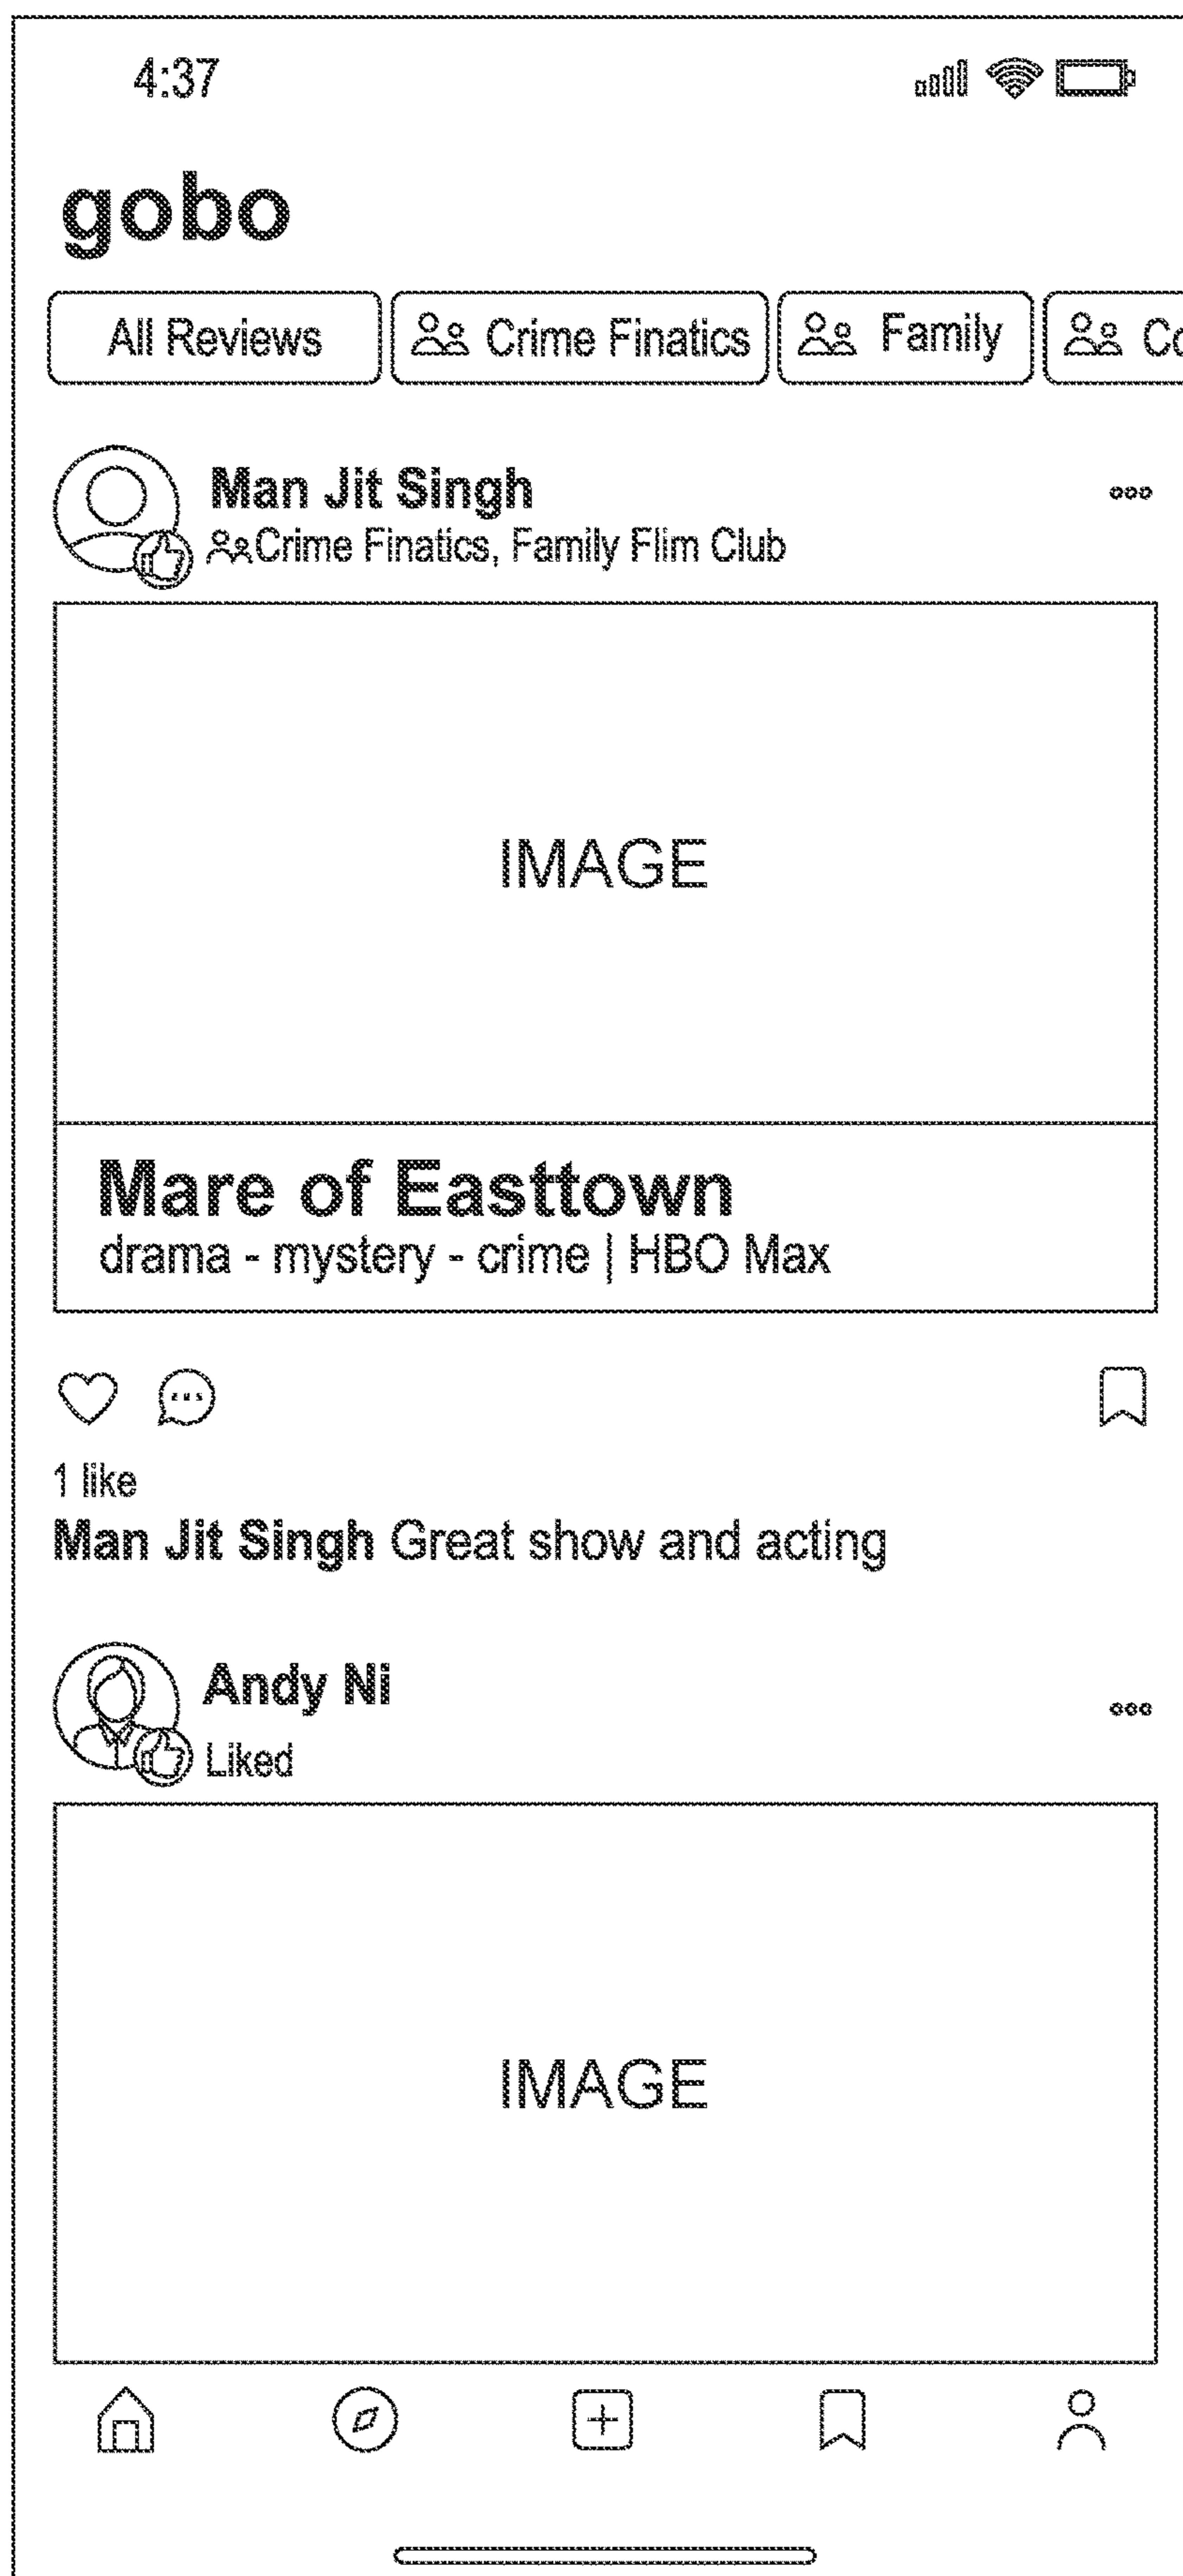 4:37
gobo
All Reviews Crime Finatics Family Co
Man Jit Singh
Crime Finatics, Family Flim Club
IMAGE
Mare of Easttown
drama - mystery - crime | HBO Max
1 like
Man Jit Singh Great show and acting
Andy Ni
Liked
IMAGE